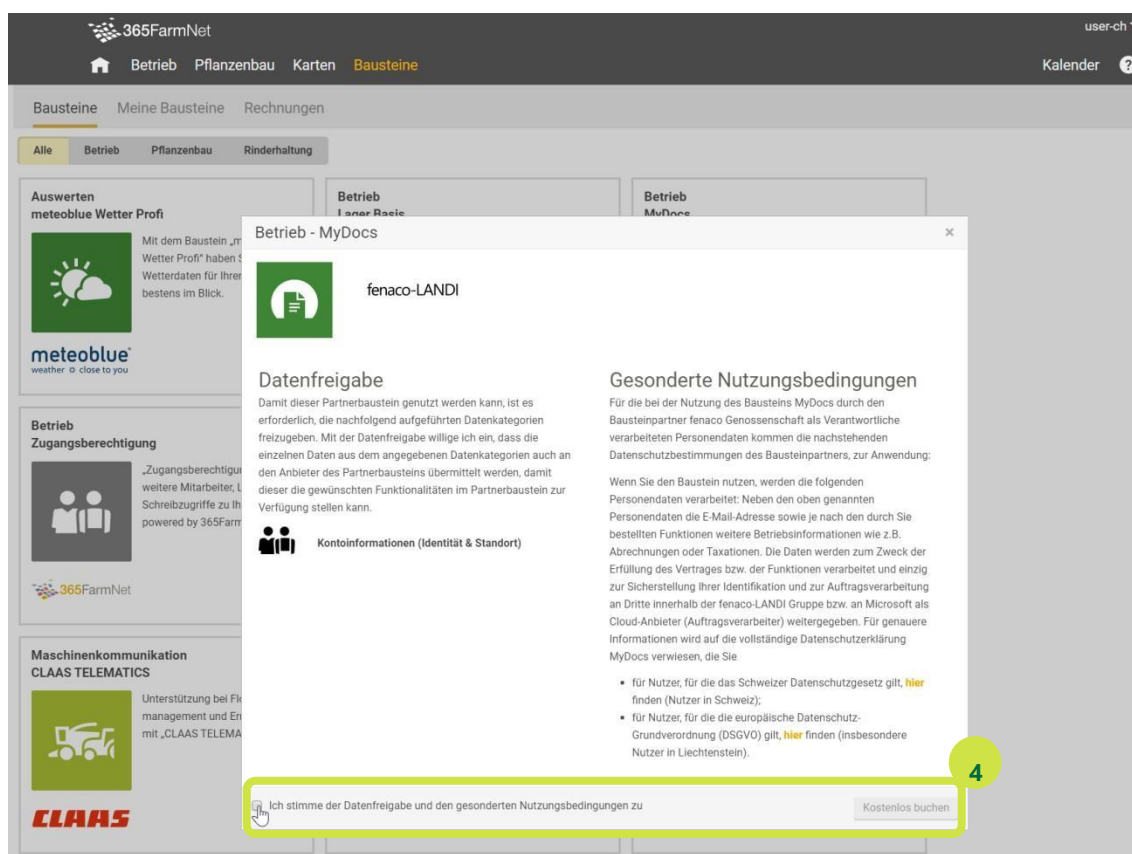 365FarmNet
user-ch
Betrieb Pflanzenbau Karten Bausteine
Kalender ?
Bausteine Meine Bausteine Rechnungen
Alle Betrieb Pflanzenbau Rinderhaltung
Auswerten
meteoblue Wetter Profi
Mit dem Baustein
Wetter Profi" haben
Wetterdaten für Ihrer
bestens im Blick.
meteoblue
weather close to you
Betrieb
Lager Basis
Betrieb
MyDocs
Betrieb
Zugangsberechtigung
„Zugangsberechtigu
weitere Mitarbeiter, L
Schreibzugriffe zu Ih
powered by 365Farm
365FarmNet
Maschinenkommunikation
CLAAS TELEMATICS
Unterstützung bei Flo
management und En
mit „CLAAS TELEMA
CLAAS
Betrieb - MyDocs ×
fenaco-LANDI
Datenfreigabe
Damit dieser Partnerbaustein genutzt werden kann, ist es
erforderlich, die nachfolgend aufgeführten Datenkategorien
freizugeben. Mit der Datenfreigabe willige ich ein, dass die
einzelnen Daten aus dem angegebenen Datenkategorien auch an
den Anbieter des Partnerbausteins übermittelt werden, damit
dieser die gewünschten Funktionalitäten im Partnerbaustein zur
Verfügung stellen kann.
Kontoinformationen (Identität & Standort)
Gesonderte Nutzungsbedingungen
Für die bei der Nutzung des Bausteins MyDocs durch den
Bausteinpartner fenaco Genossenschaft als Verantwortliche
verarbeiteten Personendaten kommen die nachstehenden
Datenschutzbestimmungen des Bausteinpartners, zur Anwendung:
Wenn Sie den Baustein nutzen, werden die folgenden
Personendaten verarbeitet: Neben den oben genannten
Personendaten die E-Mail-Adresse sowie je nach den durch Sie
bestellten Funktionen weitere Betriebsinformationen wie z.B.
Abrechnungen oder Taxationen. Die Daten werden zum Zweck der
Erfüllung des Vertrages bzw. der Funktionen verarbeitet und einzig
zur Sicherstellung Ihrer Identifikation und zur Auftragsverarbeitung
an Dritte innerhalb der fenaco-LANDI Gruppe bzw. an Microsoft als
Cloud-Anbieter (Auftragsverarbeiter) weitergegeben. Für genauere
Informationen wird auf die vollständige Datenschutzerklärung
MyDocs verwiesen, die Sie
▪ für Nutzer, für die das Schweizer Datenschutzgesetz gilt, hier
finden (Nutzer in Schweiz);
▪ für Nutzer, für die die europäische Datenschutz-
Grundverordnung (DSGVO) gilt, hier finden (insbesondere
Nutzer in Liechtenstein).
4
Ich stimme der Datenfreigabe und den gesonderten Nutzungsbedingungen zu
Kostenlos buchen